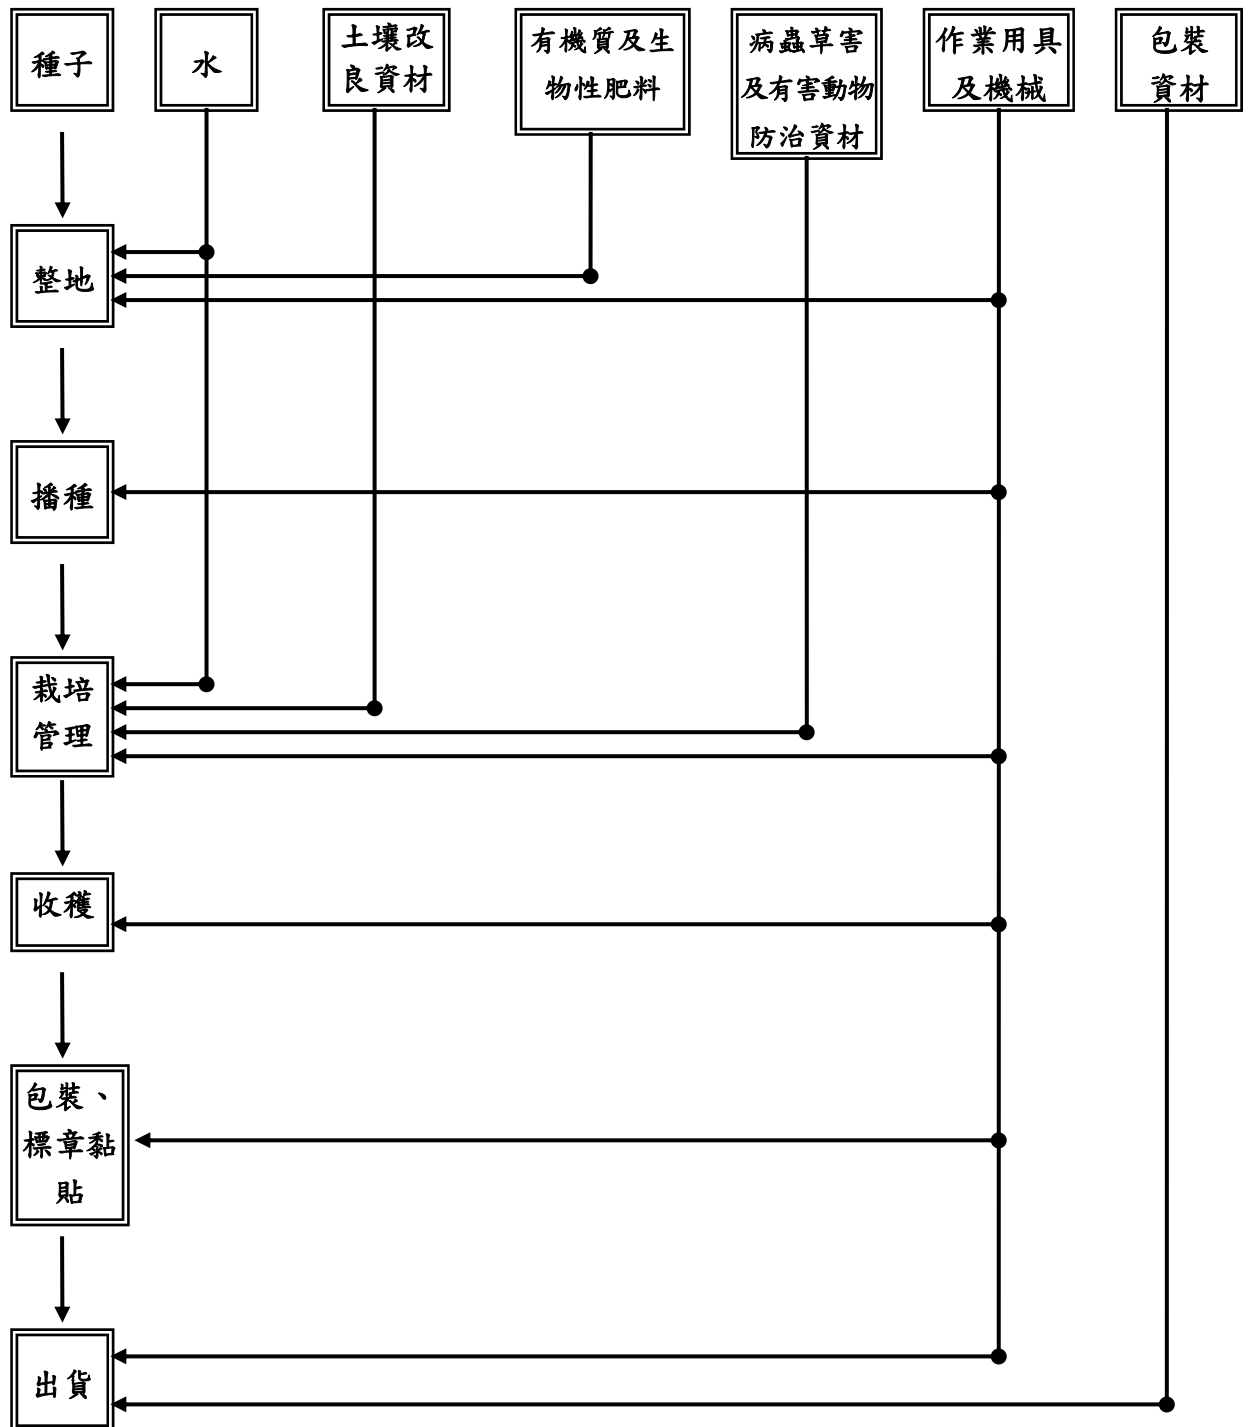 種子
水
土壤改
良資材
有機質及生
物性肥料
病蟲草害
及有害動物
防治資材
作業用具
及機械
包裝
資材
整地
播種
栽培
管理
收穫
包裝、
標章黏
貼
出貨